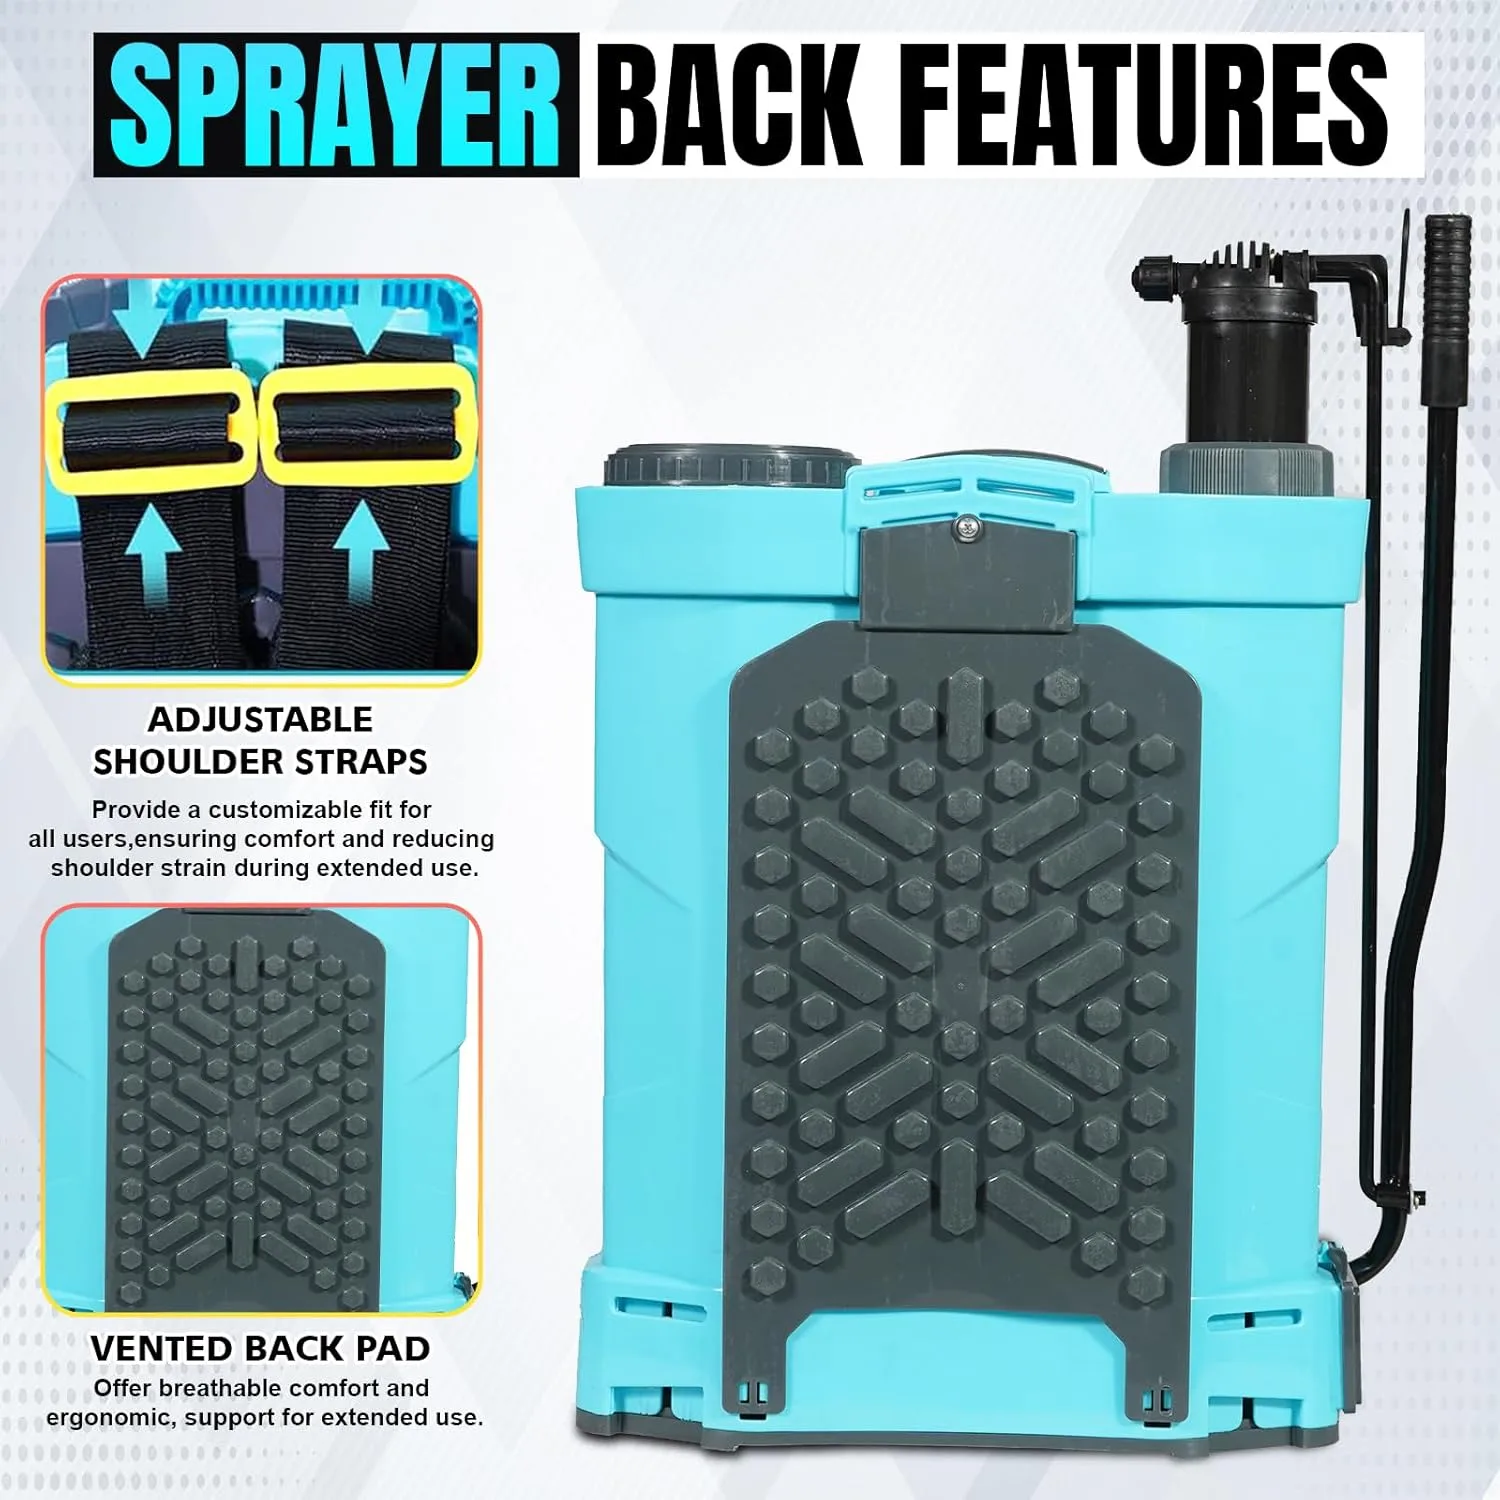 SPRAYER BACK FEATURES
ADJUSTABLE
SHOULDER STRAPS
Provide a customizable fit for
all users,ensuring comfort and reducing
shoulder strain during extended use.
VENTED BACK PAD
Offer breathable comfort and
ergonomic, support for extended use.